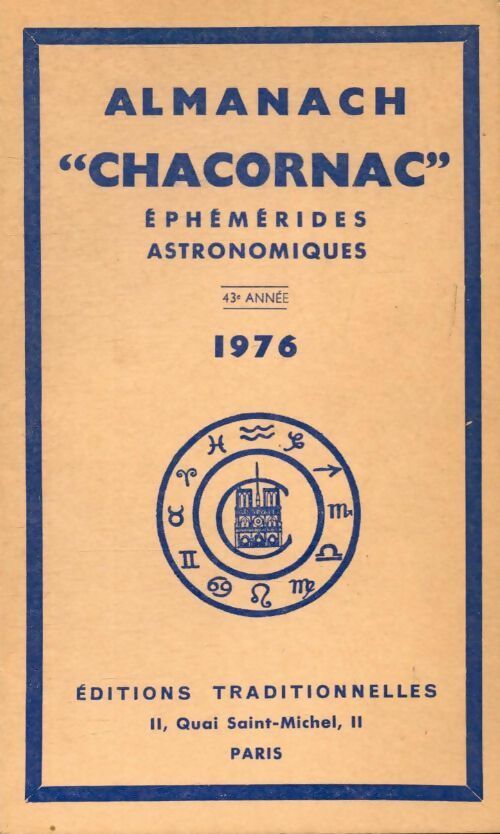 ALMANACH
“CHACORNAC”
ÉPHÉMÉRIDES
ASTRONOMIQUES
43e ANNÉE
1976
ÉDITIONS TRADITIONNELLES
11, Quai Saint-Michel, 11
PARIS